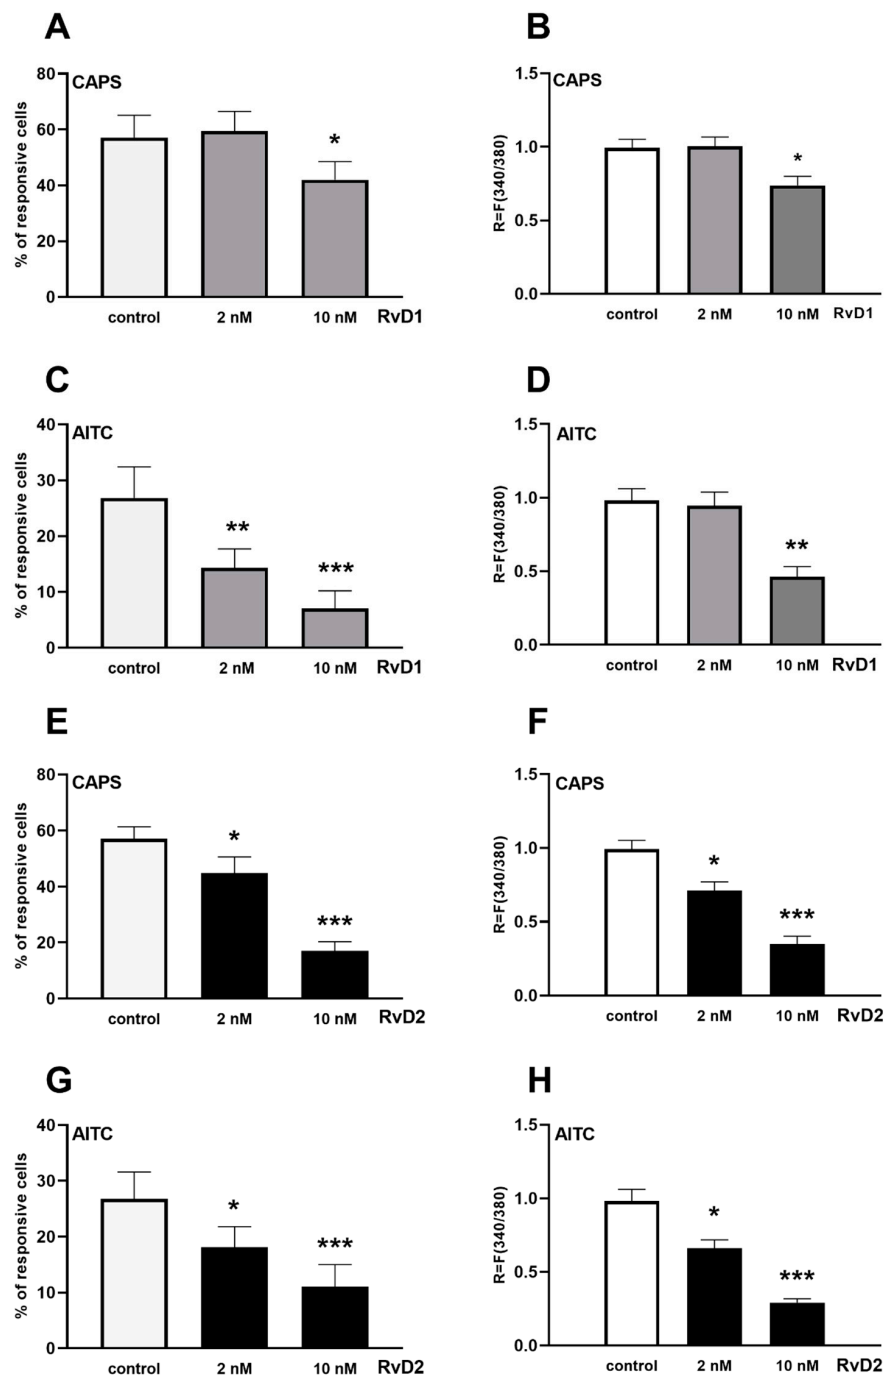 A
CAPS
% of responsive cells
80
60
40
20
0
*
control
2 nM
10 nM
RvD1
B
CAPS
R=F(340/380)
1.5
1.0
0.5
0.0
*
control
2 nM
10 nM
RvD1
C
AITC
% of responsive cells
40
30
20
10
0
**
***
control
2 nM
10 nM
RvD1
D
AITC
R=F(340/380)
1.5
1.0
0.5
0.0
**
control
2 nM
10 nM
RvD1
E
CAPS
% of responsive cells
80
60
40
20
0
*
***
control
2 nM
10 nM
RvD2
F
CAPS
R=F(340/380)
1.5
1.0
0.5
0.0
*
***
control
2 nM
10 nM
RvD2
G
AITC
% of responsive cells
40
30
20
10
0
*
***
control
2 nM
10 nM
RvD2
H
AITC
R=F(340/380)
1.5
1.0
0.5
0.0
*
***
control
2 nM
10 nM
RvD2